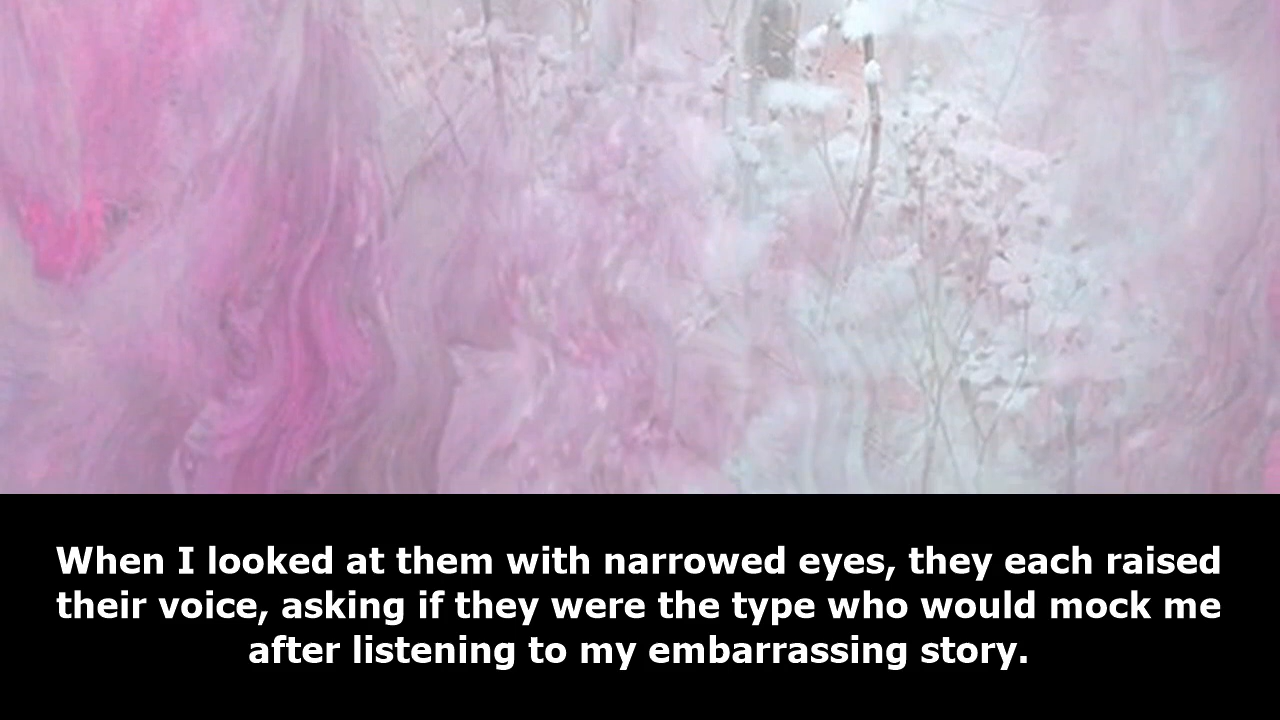 When I looked at them with narrowed eyes, they each raised
their voice, asking if they were the type who would mock me
after listening to my embarrassing story.